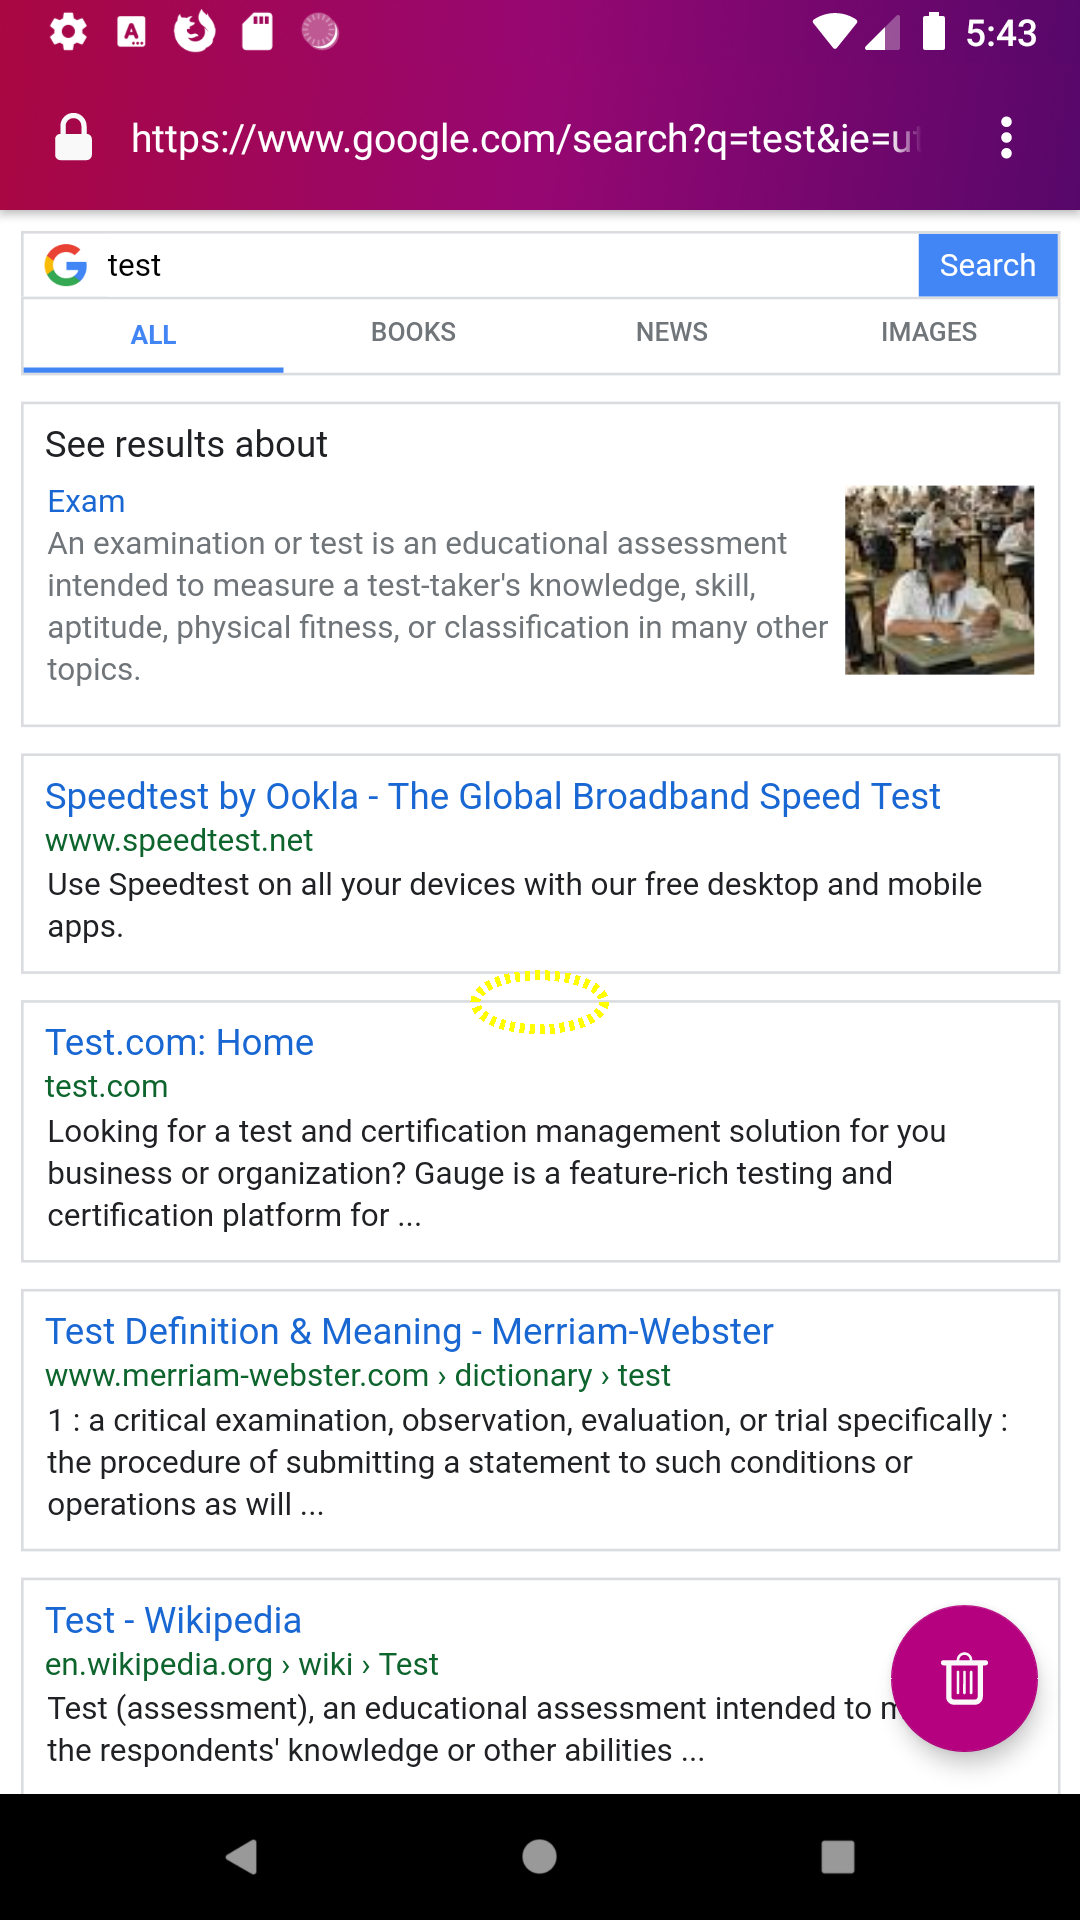 5:43
https://www.google.com/search?q=test&ie=ut
test
Search
ALL BOOKS NEWS IMAGES
See results about
Exam
An examination or test is an educational assessment
intended to measure a test-taker's knowledge, skill,
aptitude, physical fitness, or classification in many other
topics.
Speedtest by Ookla - The Global Broadband Speed Test
www.speedtest.net
Use Speedtest on all your devices with our free desktop and mobile
apps.
Test.com: Home
test.com
Looking for a test and certification management solution for you
business or organization? Gauge is a feature-rich testing and
certification platform for ...
Test Definition & Meaning - Merriam-Webster
www.merriam-webster.com › dictionary › test
1 : a critical examination, observation, evaluation, or trial specifically :
the procedure of submitting a statement to such conditions or
operations as will ...
Test - Wikipedia
en.wikipedia.org › wiki › Test
Test (assessment), an educational assessment intended to
the respondents' knowledge or other abilities ...